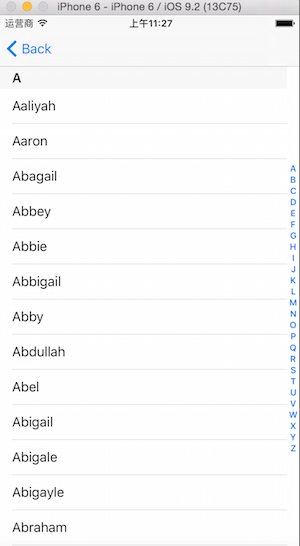 iPhone 6 - iPhone 6 / iOS 9.2 (13C75)
运营商 上午11:27
Back
A
Aaliyah
Aaron
Abagail
Abbey
Abbie
Abbigail
Abby
Abdullah
Abel
Abigail
Abigale
Abigayle
Abraham
A
B
C
D
E
F
G
H
I
J
K
L
M
N
O
P
Q
R
S
T
U
V
W
X
Y
Z